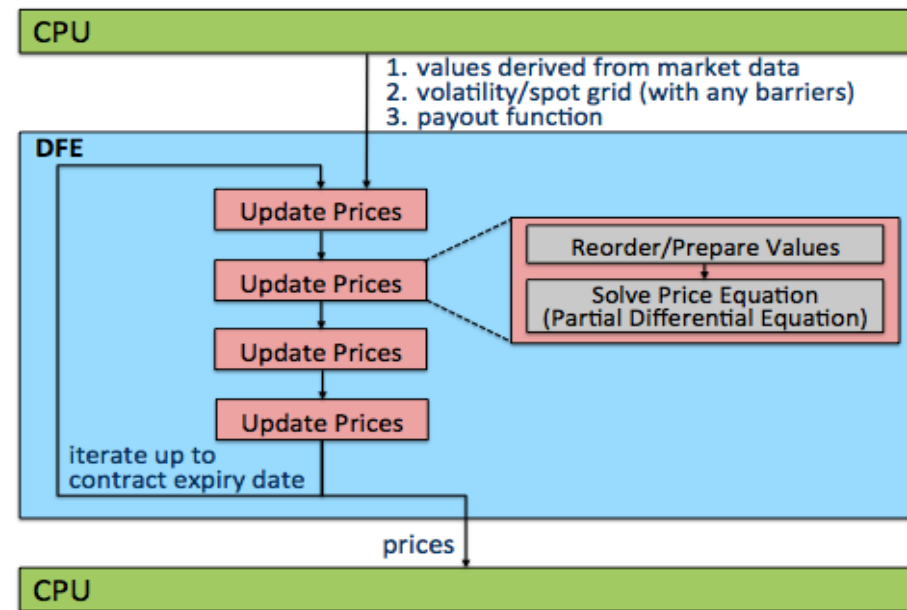 CPU
1. values derived from market data
2. volatility/spot grid (with any barriers)
3. payout function
DFE
Update Prices
Update Prices
Update Prices
Update Prices
Reorder/Prepare Values
Solve Price Equation
(Partial Differential Equation)
iterate up to
contract expiry date
prices
CPU